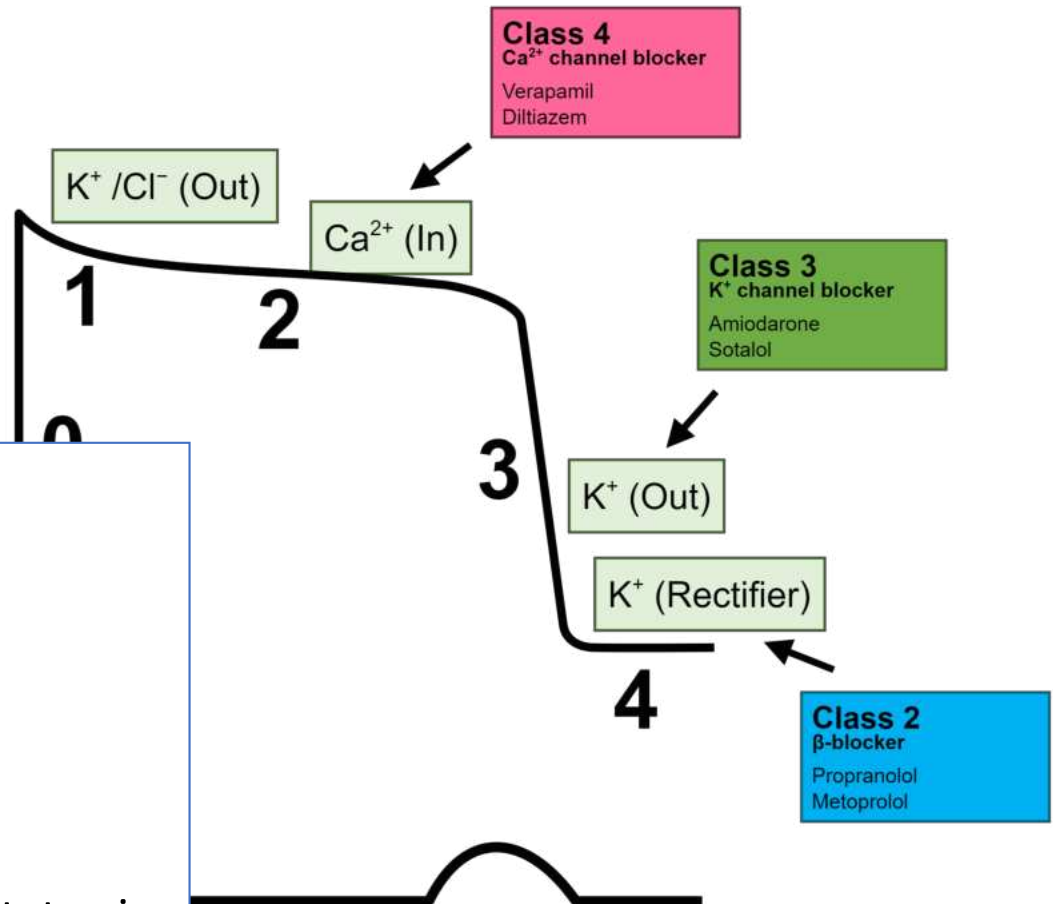 Class 4
Ca²⁺ channel blocker
Verapamil
Diltiazem
K⁺ /Cl⁻ (Out)
Ca²⁺ (In)
Class 3
K⁺ channel blocker
Amiodarone
Sotalol
1
2
0
3
K⁺ (Out)
K⁺ (Rectifier)
4
Class 2
β-blocker
Propranolol
Metoprolol